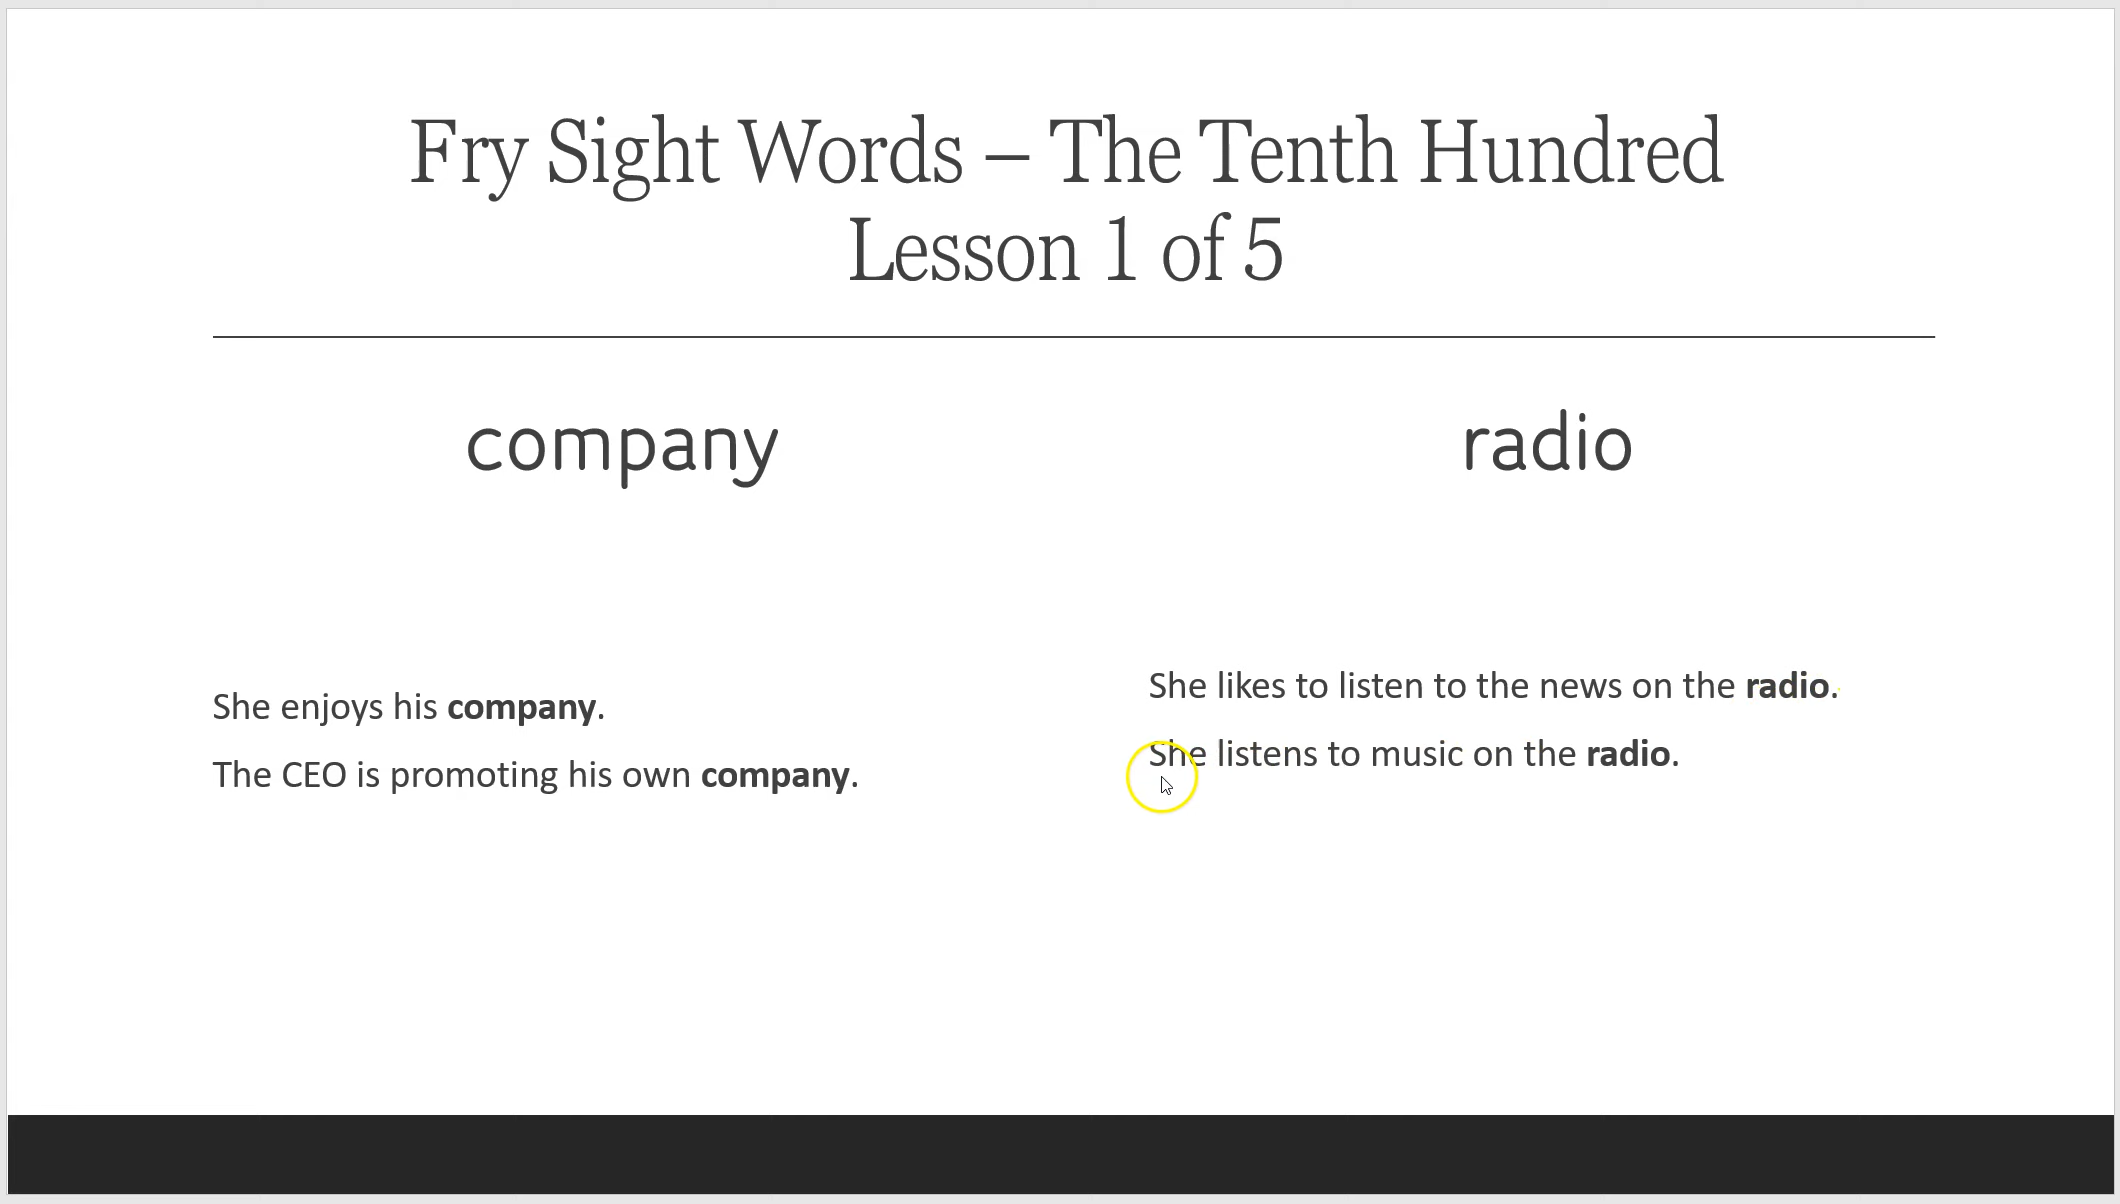 Fry Sight Words – The Tenth Hundred
Lesson 1 of 5
company
She enjoys his company.
The CEO is promoting his own company.
radio
She likes to listen to the news on the radio.
She listens to music on the radio.